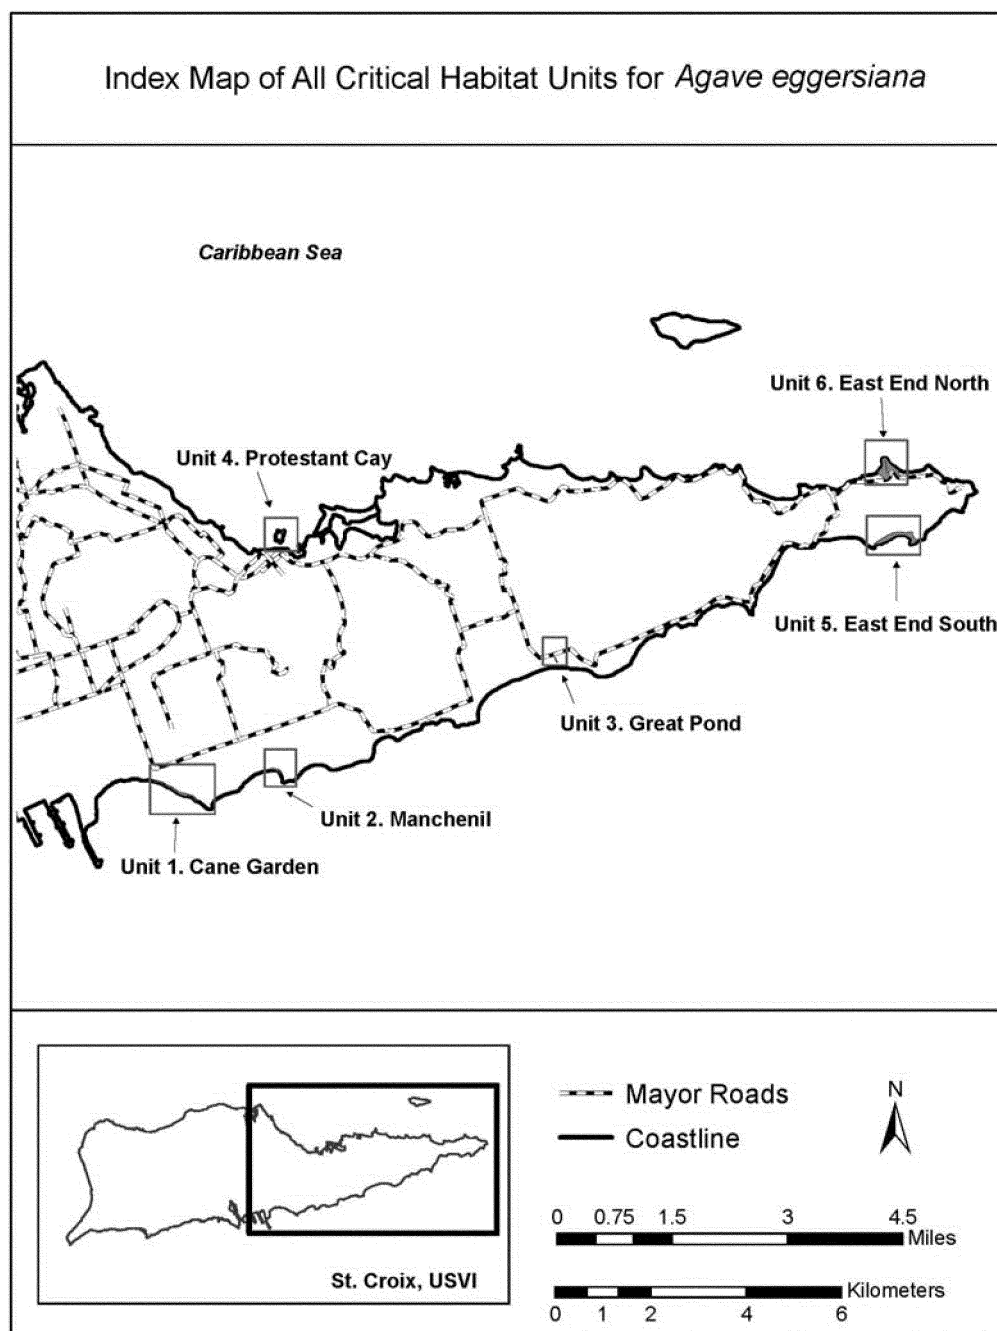 Index Map of All Critical Habitat Units for Agave eggersiana
Caribbean Sea
Unit 6. East End North
Unit 4. Protestant Cay
Unit 5. East End South
Unit 3. Great Pond
Unit 2. Manchenil
Unit 1. Cane Garden
St. Croix, USVI
Mayor Roads
Coastline
N
0 0.75 1.5 3 4.5
Miles
Kilometers
0 1 2 4 6